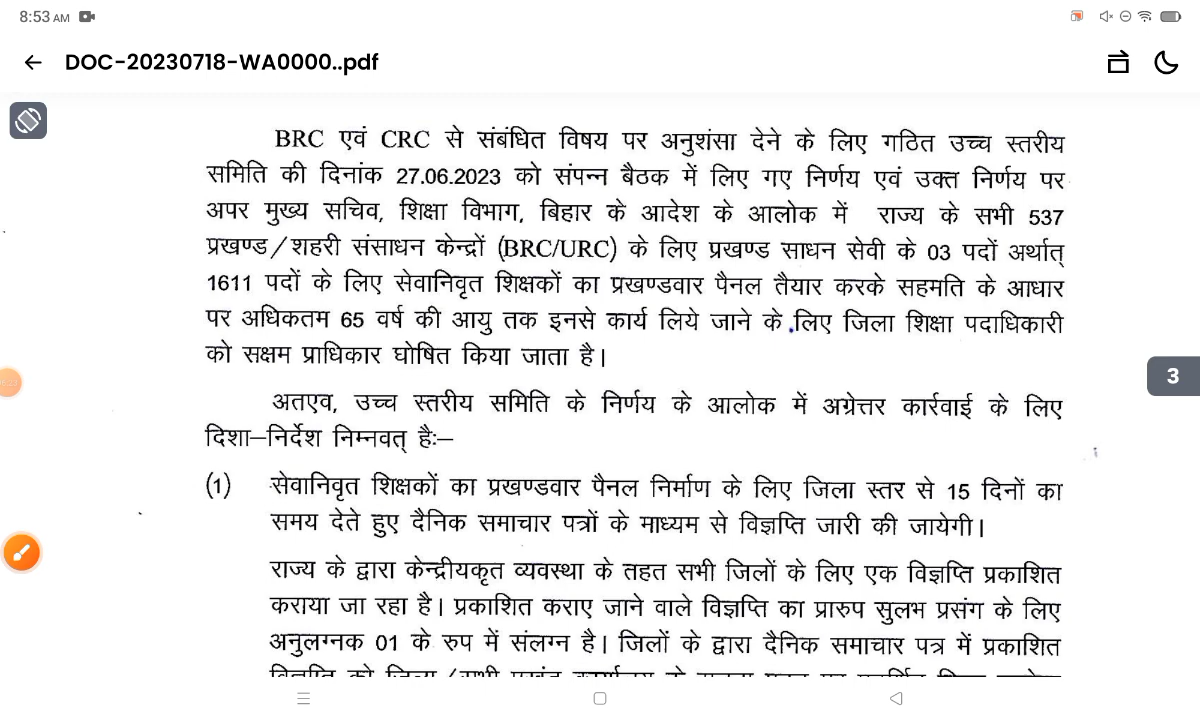 8:53 AM
DOC-20230718-WA0000..pdf
BRC एवं CRC से संबंधित विषय पर अनुशंसा देने के लिए गठित उच्च स्तरीय
समिति की दिनांक 27.06.2023 को संपन्न बैठक में लिए गए निर्णय एवं उक्त निर्णय पर
अपर मुख्य सचिव, शिक्षा विभाग, बिहार के आदेश के आलोक में राज्य के सभी 537
प्रखण्ड/शहरी संसाधन केन्द्रों (BRC/URC) के लिए प्रखण्ड साधन सेवी के 03 पदों अर्थात्
1611 पदों के लिए सेवानिवृत शिक्षकों का प्रखण्डवार पैनल तैयार करके सहमति के आधार
पर अधिकतम 65 वर्ष की आयु तक इनसे कार्य लिये जाने के लिए जिला शिक्षा पदाधिकारी
को सक्षम प्राधिकार घोषित किया जाता है।
3
अतएव, उच्च स्तरीय समिति के निर्णय के आलोक में अग्रेत्तर कार्रवाई के लिए
दिशा–निर्देश निम्नवत् है:–
(1) सेवानिवृत शिक्षकों का प्रखण्डवार पैनल निर्माण के लिए जिला स्तर से 15 दिनों का
समय देते हुए दैनिक समाचार पत्रों के माध्यम से विज्ञप्ति जारी की जायेगी।
राज्य के द्वारा केन्द्रीयकृत व्यवस्था के तहत सभी जिलों के लिए एक विज्ञप्ति प्रकाशित
कराया जा रहा है। प्रकाशित कराए जाने वाले विज्ञप्ति का प्रारुप सुलभ प्रसंग के लिए
अनुलग्नक 01 के रुप में संलग्न है। जिलों के द्वारा दैनिक समाचार पत्र में प्रकाशित